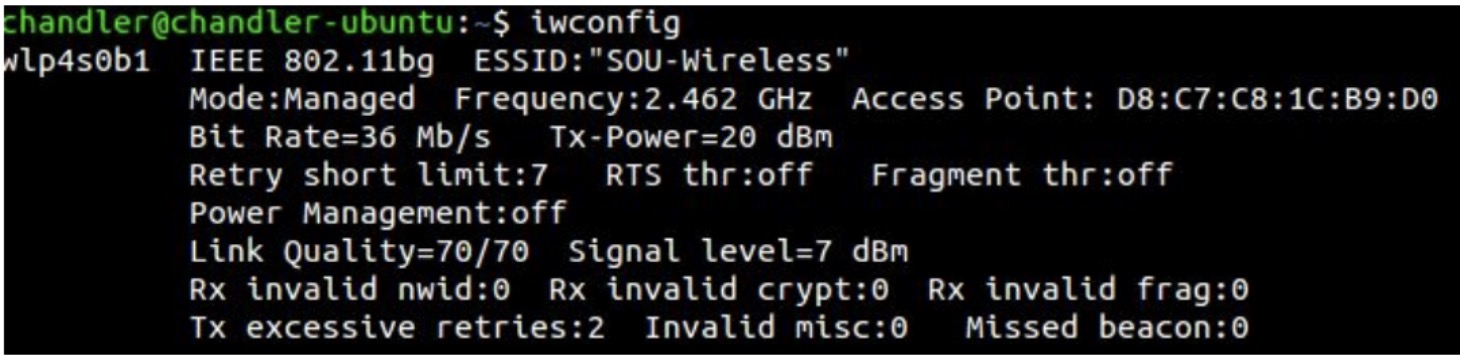 chandler@chandler-ubuntu:~$ iwconfig
wlp4s0b1  IEEE 802.11bg  ESSID:"SOU-Wireless"
Mode:Managed  Frequency:2.462 GHz  Access Point: D8:C7:C8:1C:B9:D0
Bit Rate=36 Mb/s   Tx-Power=20 dBm
Retry short limit:7   RTS thr:off   Fragment thr:off
Power Management:off
Link Quality=70/70  Signal level=7 dBm
Rx invalid nwid:0  Rx invalid crypt:0  Rx invalid frag:0
Tx excessive retries:2  Invalid misc:0   Missed beacon:0